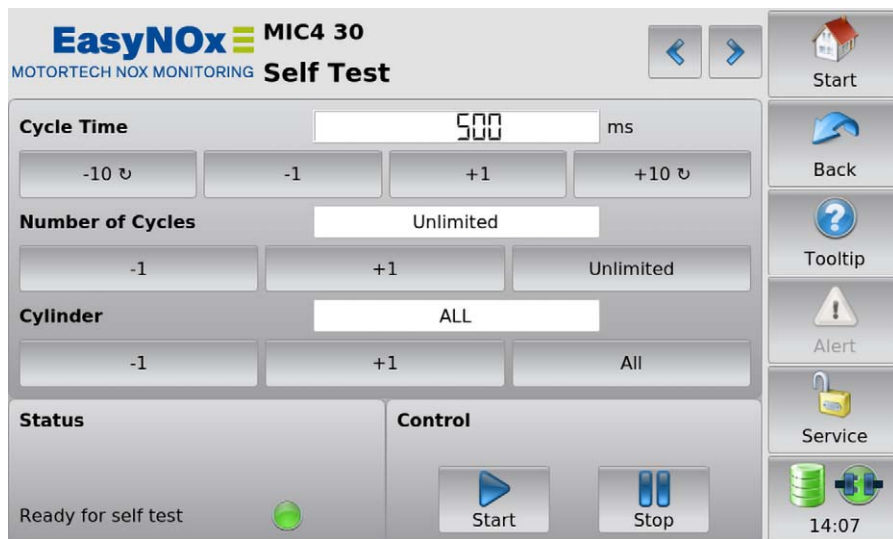 EasyNOx
MOTORTECH NOX MONITORING
MIC4 30
Self Test
Cycle Time
500
ms
-10 ↻
-1
+1
+10 ↻
Number of Cycles
Unlimited
-1
+1
Unlimited
Cylinder
ALL
-1
+1
All
Status
Ready for self test
Control
Start
Stop
Start
Back
Tooltip
Alert
Service
14:07